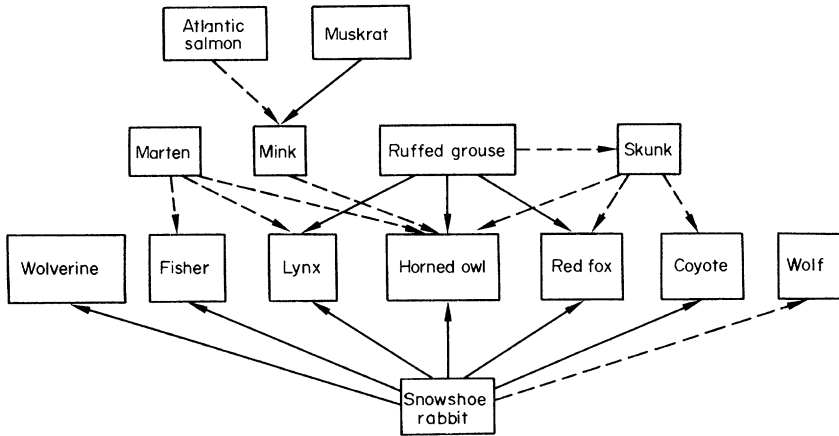 Atlantic
salmon
Muskrat
Marten
Mink
Ruffed grouse
Skunk
Wolverine
Fisher
Lynx
Horned owl
Red fox
Coyote
Wolf
Snowshoe
rabbit